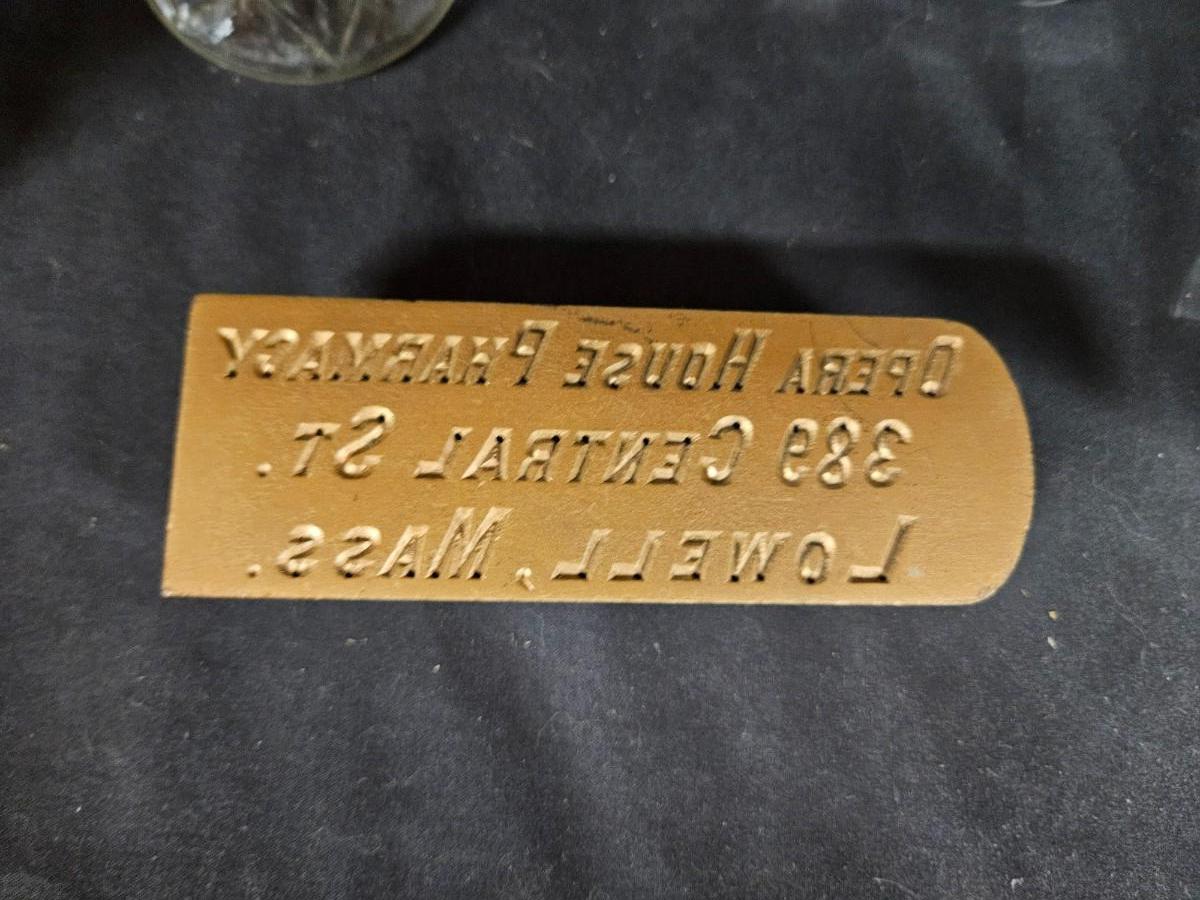 OPERA HOUSE PHARMACY
389 CENTRAL ST.
LOWELL, MASS.